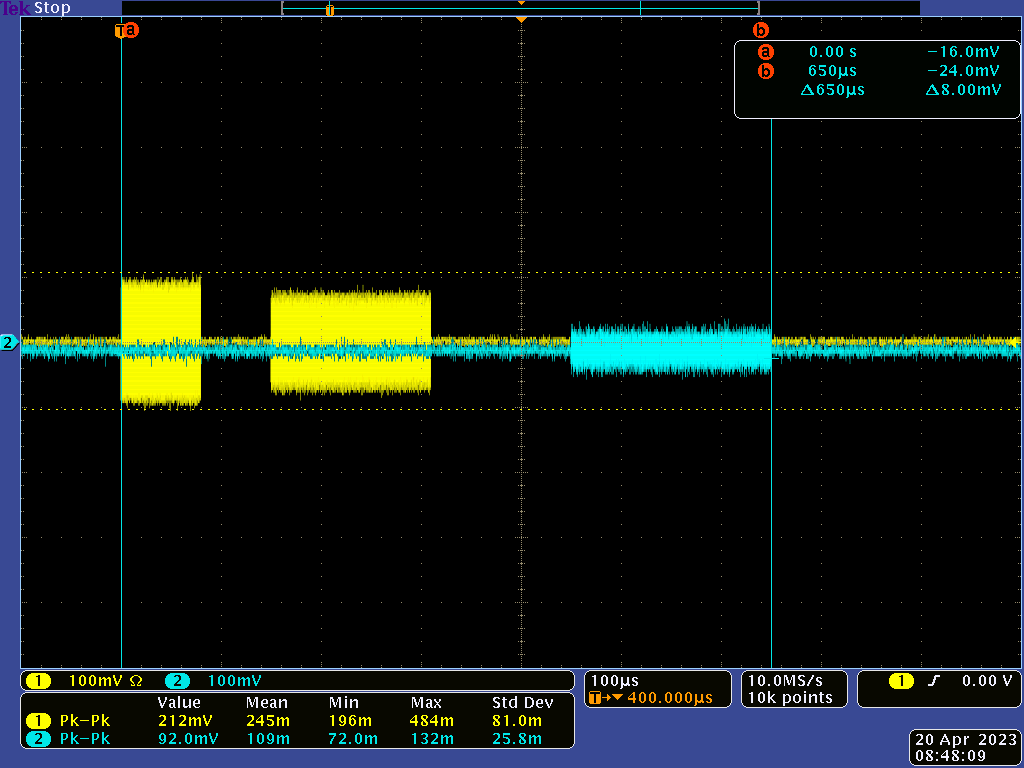 Tek Stop
T a b
a 0.00 s −16.0mV
b 650µs −24.0mV
Δ650µs Δ8.00mV
2
1 100mV Ω 2 100mV
100µs
T→▼ 400.000µs
10.0MS/s
10k points
1 0.00 V
Value Mean Min Max Std Dev
1 Pk−Pk 212mV 245m 196m 484m 81.0m
2 Pk−Pk 92.0mV 109m 72.0m 132m 25.8m
20 Apr 2023
08:48:09